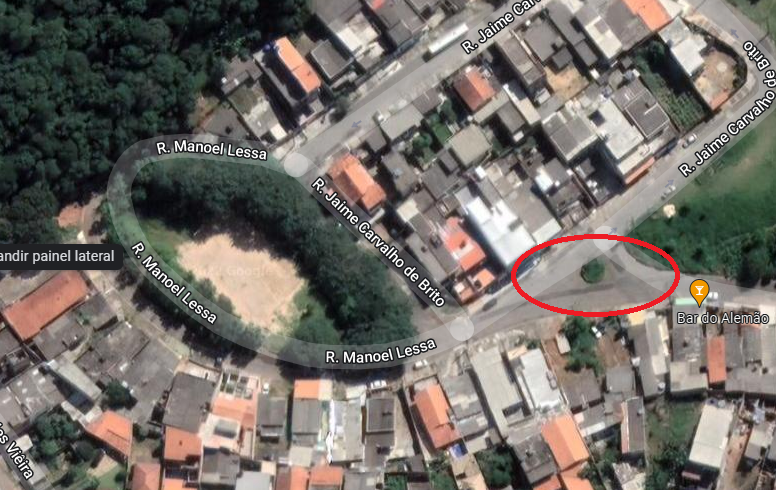 R. Jaime Car
R. Jaime Carvalho de Brito
R. Manoel Lessa
R. Jaime Carvalho de Brito
andir painel lateral
R. Manoel Lessa
Bar do Alemão
R. Manoel Lessa
os Viêira